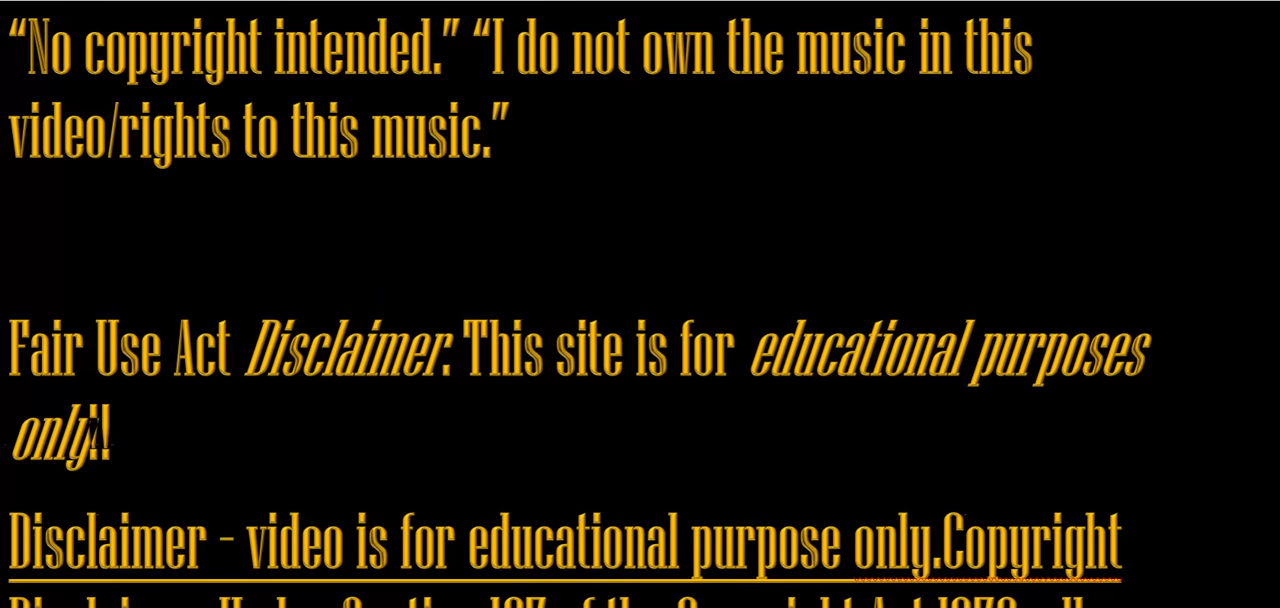 “No copyright intended.” “I do not own the music in this
video/rights to this music.”
Fair Use Act Disclaimer. This site is for educational purposes
only!!
Disclaimer - video is for educational purpose only.Copyright